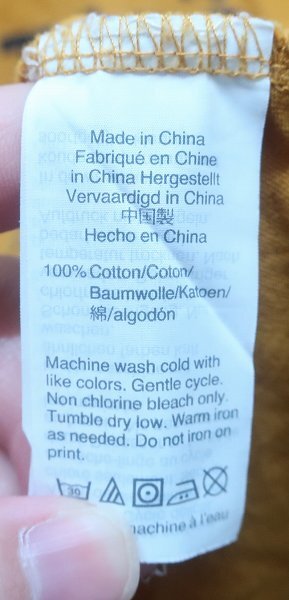 Made in China
Fabriqué en Chine
in China Hergestellt
Vervaardigd in China
中国製
Hecho en China
100% Cotton/Coton/
Baumwolle/Katoen/
綿/algodón
Machine wash cold with
like colors. Gentle cycle.
Non chlorine bleach only.
Tumble dry low. Warm iron
as needed. Do not iron on
print.
30
machine à l'eau